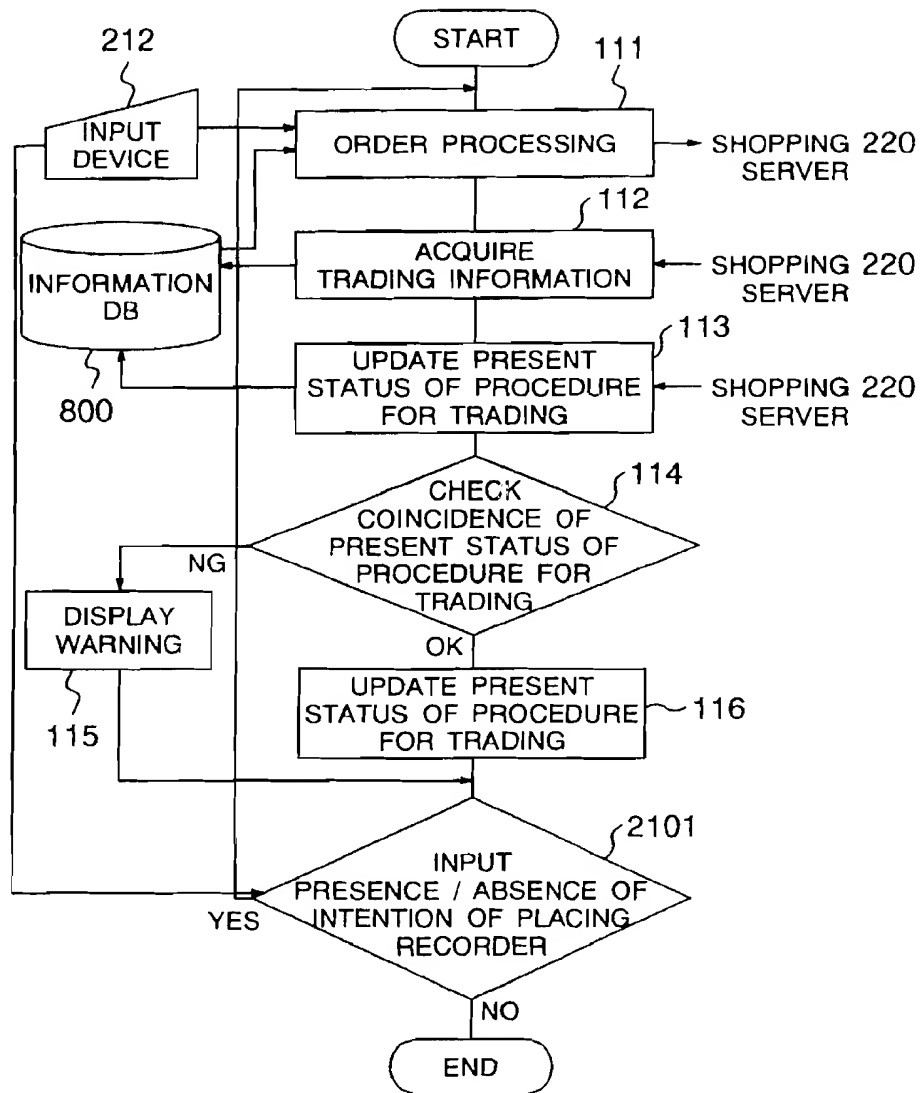 START
212
111
INPUT
DEVICE
ORDER PROCESSING
SHOPPING 220
SERVER
112
ACQUIRE
TRADING INFORMATION
SHOPPING 220
SERVER
INFORMATION
DB
800
113
UPDATE PRESENT
STATUS OF PROCEDURE
FOR TRADING
SHOPPING 220
SERVER
114
CHECK
COINCIDENCE OF
PRESENT STATUS OF
PROCEDURE FOR
TRADING
NG
OK
DISPLAY
WARNING
115
UPDATE PRESENT
STATUS OF PROCEDURE
FOR TRADING
116
2101
INPUT
PRESENCE / ABSENCE OF
INTENTION OF PLACING
RECORDER
YES
NO
END